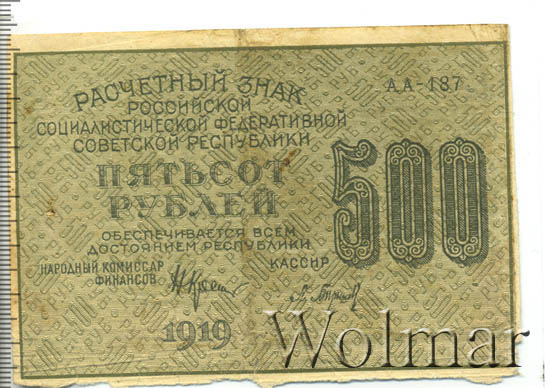 РАСЧЕТНЫЙ ЗНАК
РОССИЙСКОЙ
СОЦИАЛИСТИЧЕСКОЙ ФЕДЕРАТИВНОЙ
СОВЕТСКОЙ РЕСПУБЛИКИ
АА-187
ПЯТЬСОТ
РУБЛЕЙ
500
ОБЕСПЕЧИВАЕТСЯ ВСЕМ
ДОСТОЯНИЕМ РЕСПУБЛИКИ.
НАРОДНЫЙ КОМИССАР
ФИНАНСОВ
КАССИР
1919
Wolmar